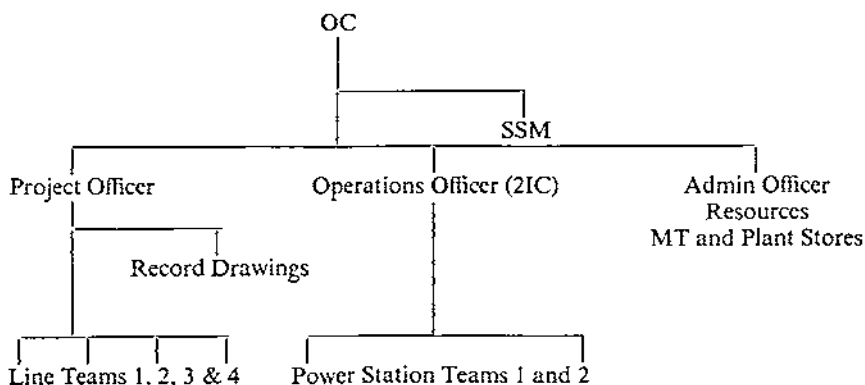 OC
SSM
Project Officer
Operations Officer (2IC)
Admin Officer
Resources
MT and Plant Stores
Record Drawings
Line Teams 1, 2, 3 & 4
Power Station Teams 1 and 2